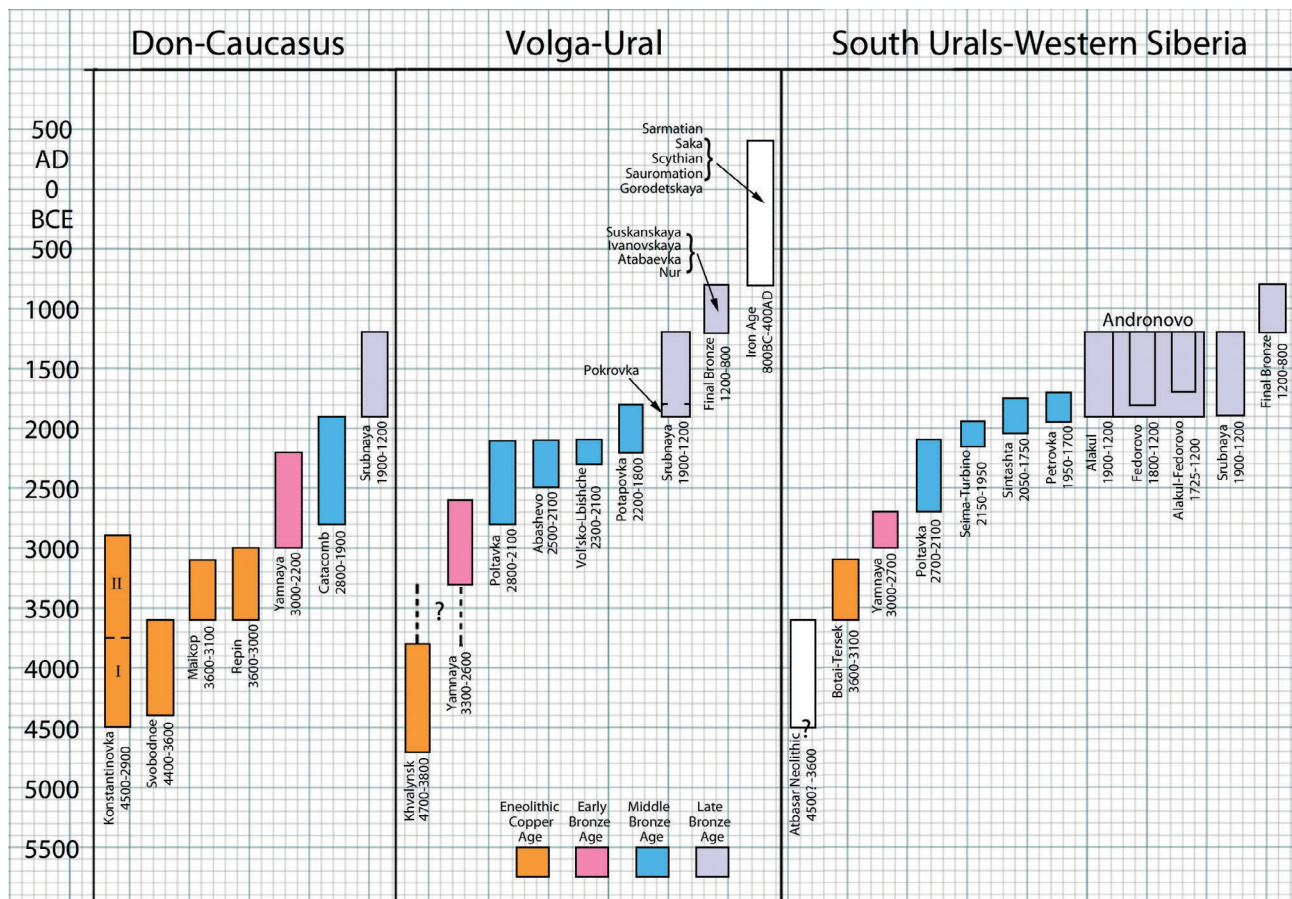 Don-Caucasus
Volga-Ural
South Urals-Western Siberia
500
AD
0
BCE
500
1000
1500
2000
2500
3000
3500
4000
4500
5000
5500
II
I
Konstantinovka
4500-2900
Svobodnoe
4400-3600
Maikop
3600-3100
Repin
3600-3000
Yamnaya
3000-2200
Catacomb
2800-1900
Srubnaya
1900-1200
Khvalynsk
4700-3800
?
Yamnaya
3300-2600
Poltavka
2800-2100
Abashevo
2500-2100
Vol'sko-Lbishche
2300-2100
Potapovka
2200-1800
Pokrovka
Srubnaya
1900-1200
Suskanskaya
Ivanovskaya
Atabaevka
Nur
Final Bronze
1200-800
Sarmatian
Saka
Scythian
Sauromation
Gorodetskaya
Iron Age
800BC-400AD
?
Atbasar Neolithic
4500?-3600
Botai-Tersek
3600-3100
Yamnaya
3000-2700
Poltavka
2700-2100
Seima-Turbino
2150-1950
Sintashta
2050-1750
Petrovka
1950-1700
Andronovo
Alakul
1900-1200
Fedorovo
1800-1200
Alakul-Fedorovo
1725-1200
Srubnaya
1900-1200
Final Bronze
1200-800
Eneolithic
Copper
Age
Early
Bronze
Age
Middle
Bronze
Age
Late
Bronze
Age